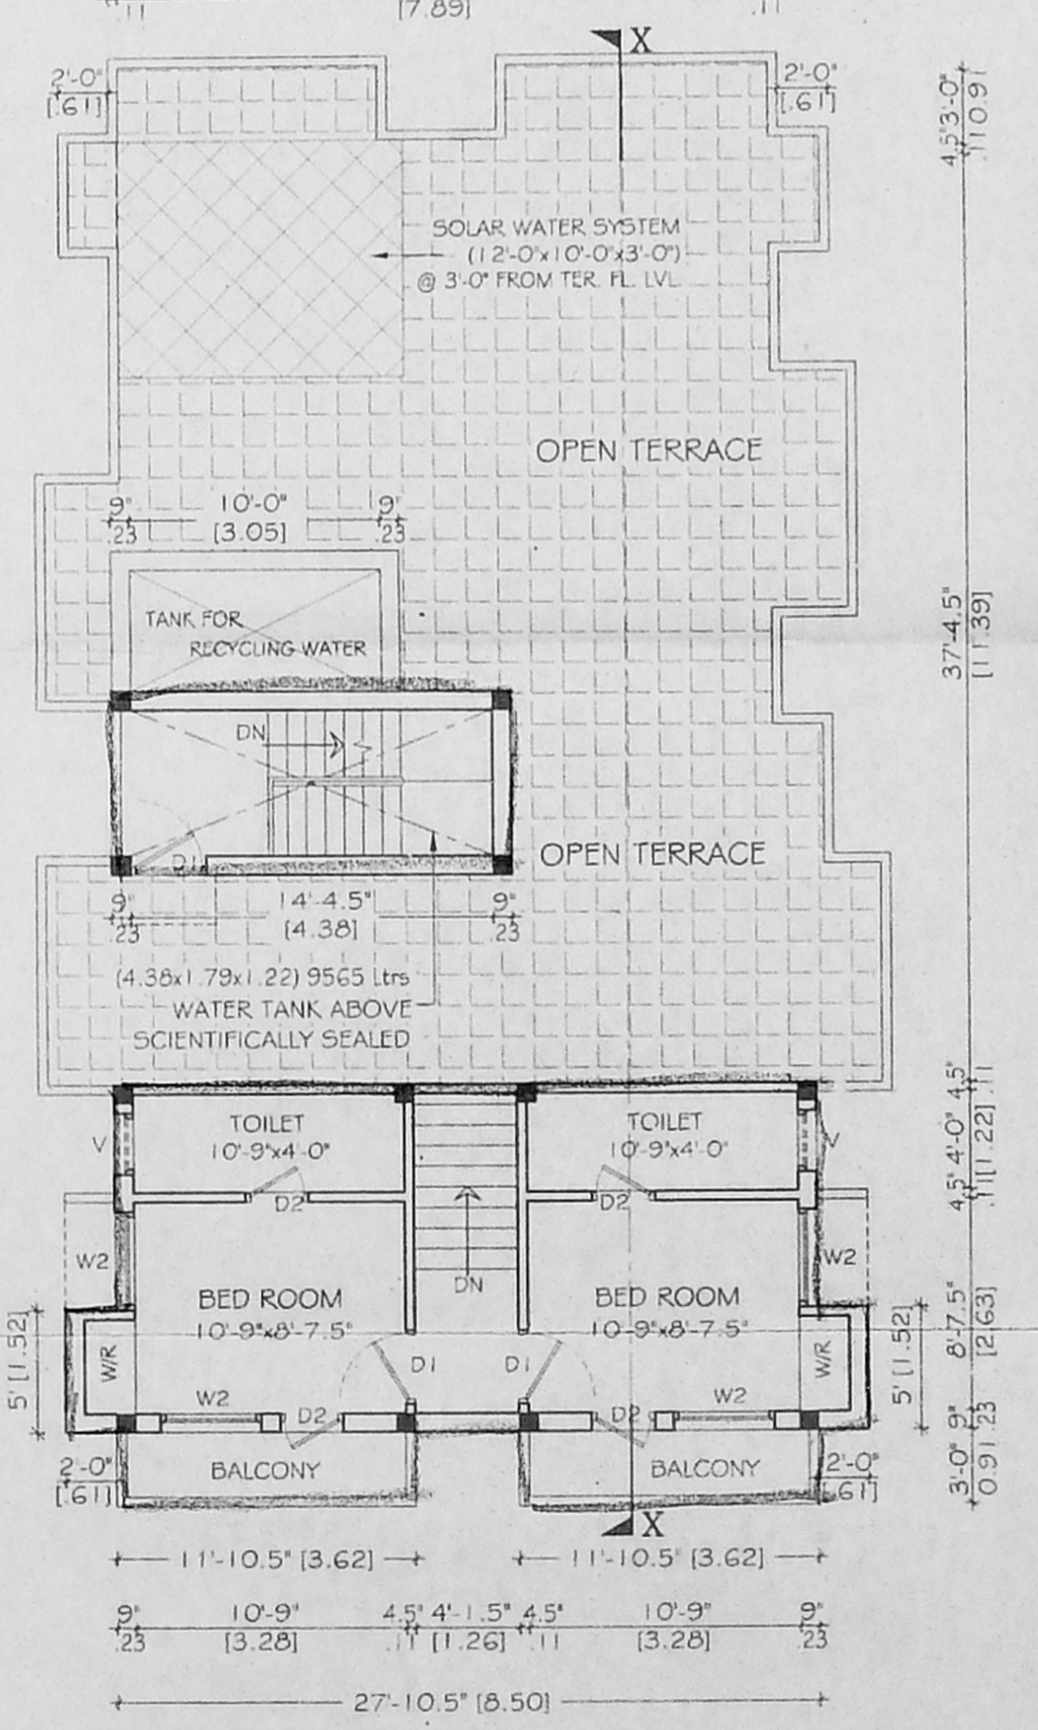 .11
[7.89]
.11
X
2'-0"
[.61]
2'-0"
[.61]
4.5" 3'-0"
.11 0.91
SOLAR WATER SYSTEM
(12'-0"x10'-0"x3'-0")
@ 3'-0" FROM TER. FL. LVL
OPEN TERRACE
9" 10'-0" 9"
.23 [3.05] .23
TANK FOR
RECYCLING WATER
37'-4.5"
[11.39]
DN
D1
OPEN TERRACE
9" 14'-4.5" 9"
.23 [4.38] .23
(4.38x1.79x1.22) 9565 Ltrs
WATER TANK ABOVE
SCIENTIFICALLY SEALED
TOILET
10'-9"x4'-0"
TOILET
10'-9"x4'-0"
V
V
4.5" 4'-0" 4.5"
.11 [1.22] .11
D2
D2
W2
W2
DN
BED ROOM
10'-9"x8'-7.5"
BED ROOM
10'-9"x8'-7.5"
5' [1.52]
W/R
D1
D1
W/R
5' [1.52]
8'-7.5"
[2.63]
W2
D2
D2
W2
9"
.23
2'-0"
[.61]
BALCONY
BALCONY
2'-0"
[.61]
3'-0"
0.91
X
11'-10.5" [3.62]
11'-10.5" [3.62]
9" 10'-9" 4.5" 4'-1.5" 4.5" 10'-9" 9"
.23 [3.28] .11 [1.26] .11 [3.28] .23
27'-10.5" [8.50]